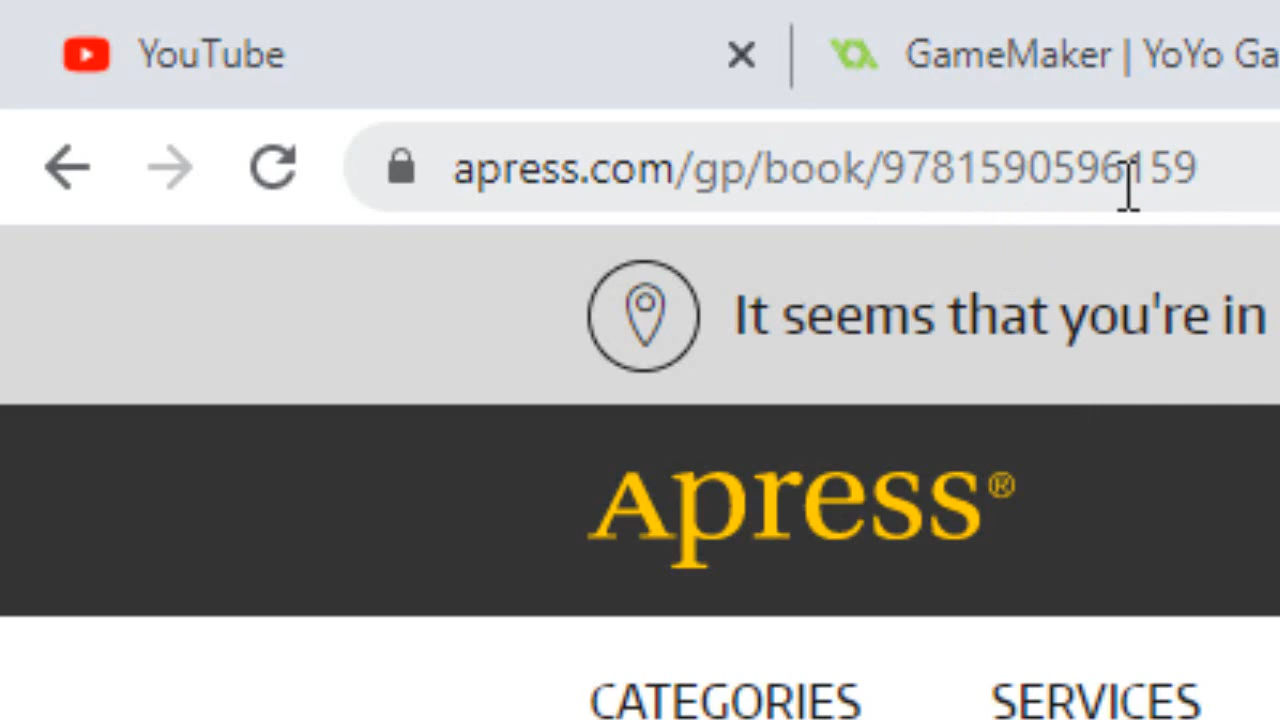 YouTube GameMaker | YoYo Ga
apress.com/gp/book/9781590596159
It seems that you're in
Apress®
CATEGORIES SERVICES